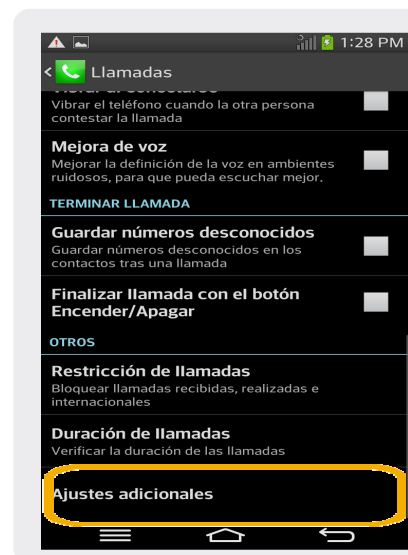 1:28 PM
Llamadas
Vibrar el teléfono cuando la otra persona
contestar la llamada
Mejora de voz
Mejorar la definición de la voz en ambientes
ruidosos, para que pueda escuchar mejor.
TERMINAR LLAMADA
Guardar números desconocidos
Guardar números desconocidos en los
contactos tras una llamada
Finalizar llamada con el botón
Encender/Apagar
OTROS
Restricción de llamadas
Bloquear llamadas recibidas, realizadas e
internacionales
Duración de llamadas
Verificar la duración de las llamadas
Ajustes adicionales